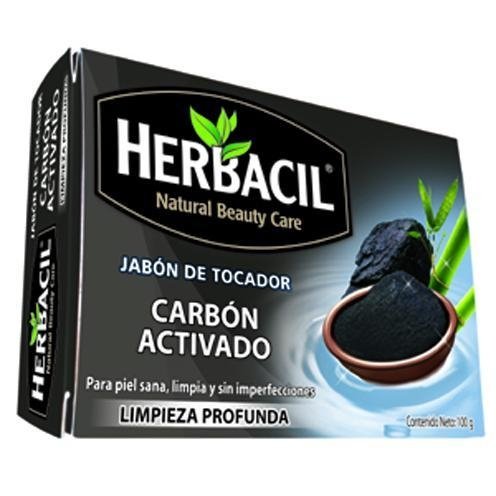 HERBACIL®
Natural Beauty Care
JABÓN DE TOCADOR
CARBÓN
ACTIVADO
Para piel sana, limpia y sin imperfecciones
LIMPIEZA PROFUNDA
Contenido Neto: 100 g
JABÓN DE TOCADOR
CARBÓN
ACTIVADO
LIMPIEZA PROFUNDA
HERBACIL
Natural Beauty Care